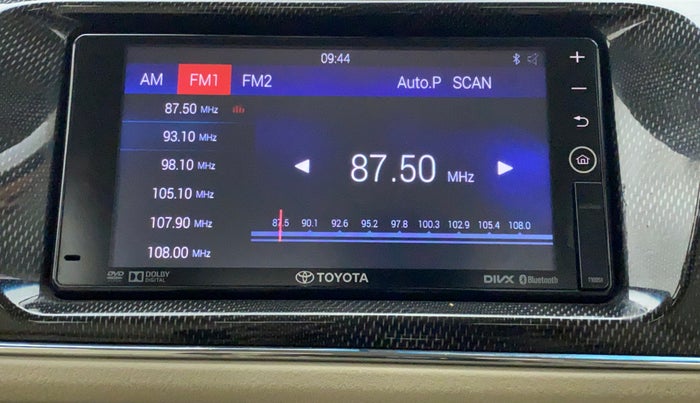 09:44
AM FM1 FM2 Auto.P SCAN
87.50 MHz
93.10 MHz
98.10 MHz
105.10 MHz
107.90 MHz
108.00 MHz
87.50 MHz
87.5 90.1 92.6 95.2 97.8 100.3 102.9 105.4 108.0
DVD DOLBY DIGITAL TOYOTA DIVX Bluetooth